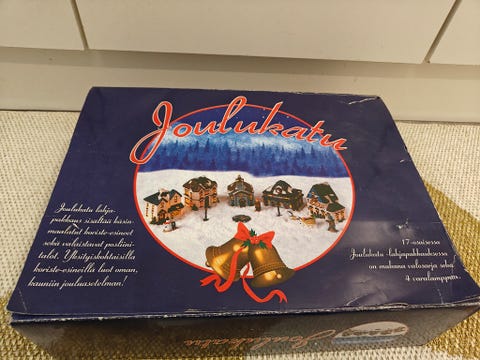 Joulukatu
Joulukatu lahja-
pakkaus sisältää käsin-
maalatut koriste-esineet
sekä valaistavat posliini-
talot. Yksityiskohtaisilla
koriste-esineillä luot oman,
kauniin jouluasetelman!
17-osaisessa
Joulukatu-lahjapakkauksessa
on mukana valosarja sekä
4 varalamppua.
Joulukatu